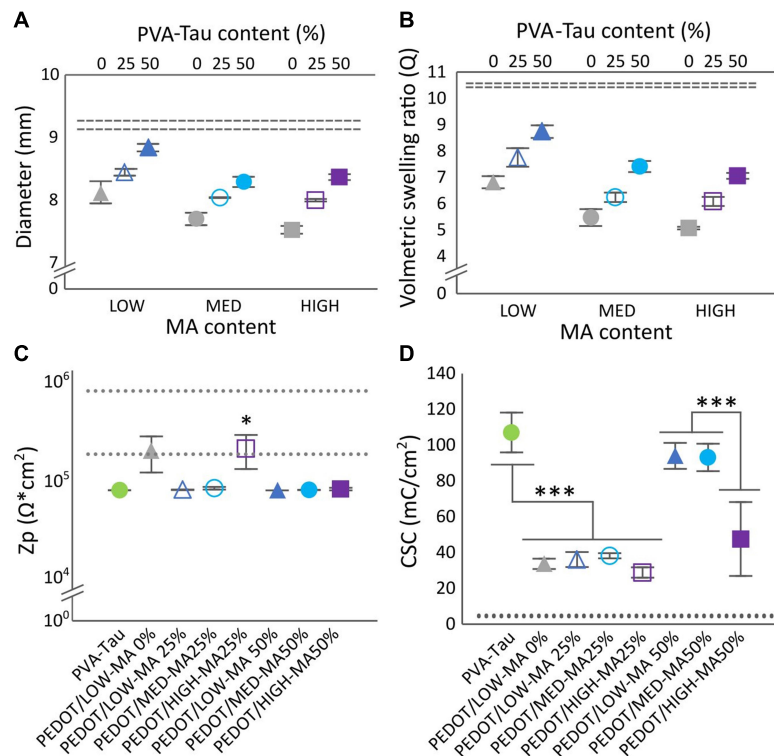 A
PVA-Tau content (%)
0 25 50 0 25 50 0 25 50
Diameter (mm)
10
9
8
7
0
LOW MED HIGH
MA content
B
PVA-Tau content (%)
0 25 50 0 25 50 0 25 50
Volmetric swelling ratio (Q)
11
10
9
8
7
6
5
4
0
LOW MED HIGH
MA content
C
Zp (Ω*cm²)
10⁶
10⁵
10⁴
10⁰
*
PVA-Tau
PEDOT/LOW-MA 0%
PEDOT/LOW-MA 25%
PEDOT/MED-MA25%
PEDOT/HIGH-MA25%
PEDOT/LOW-MA 50%
PEDOT/MED-MA50%
PEDOT/HIGH-MA50%
D
CSC (mC/cm²)
140
120
100
80
60
40
20
0
***
***
PVA-Tau
PEDOT/LOW-MA 0%
PEDOT/LOW-MA 25%
PEDOT/MED-MA25%
PEDOT/HIGH-MA25%
PEDOT/LOW-MA 50%
PEDOT/MED-MA50%
PEDOT/HIGH-MA50%